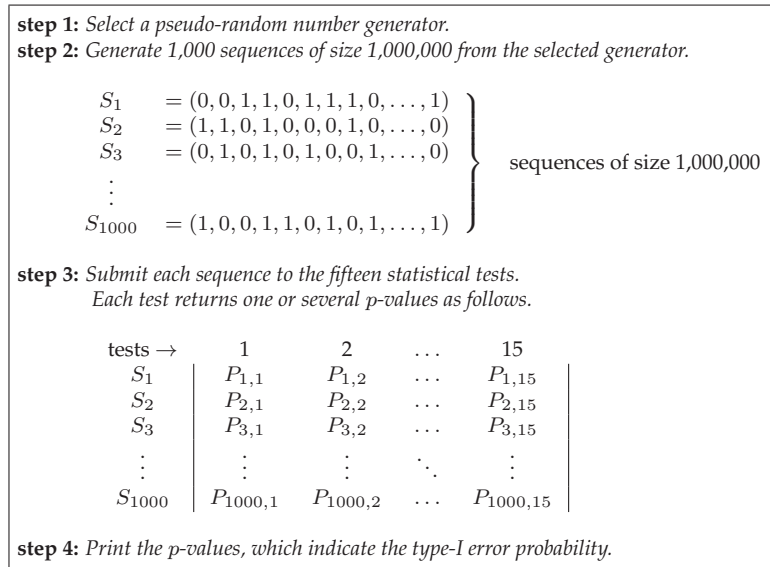 step 1: Select a pseudo-random number generator.
step 2: Generate 1,000 sequences of size 1,000,000 from the selected generator.
S₁ = (0, 0, 1, 1, 0, 1, 1, 1, 0, . . . , 1)
S₂ = (1, 1, 0, 1, 0, 0, 0, 1, 0, . . . , 0)
S₃ = (0, 1, 0, 1, 0, 1, 0, 0, 1, . . . , 0)
sequences of size 1,000,000
⋮
S₁₀₀₀ = (1, 0, 0, 1, 1, 0, 1, 0, 1, . . . , 1)
step 3: Submit each sequence to the fifteen statistical tests.
Each test returns one or several p-values as follows.
tests → 1 2 . . . 15
S₁ P₁,₁ P₁,₂ . . . P₁,₁₅
S₂ P₂,₁ P₂,₂ . . . P₂,₁₅
S₃ P₃,₁ P₃,₂ . . . P₃,₁₅
⋮ ⋮ ⋮ ⋱ ⋮
S₁₀₀₀ P₁₀₀₀,₁ P₁₀₀₀,₂ . . . P₁₀₀₀,₁₅
step 4: Print the p-values, which indicate the type-I error probability.